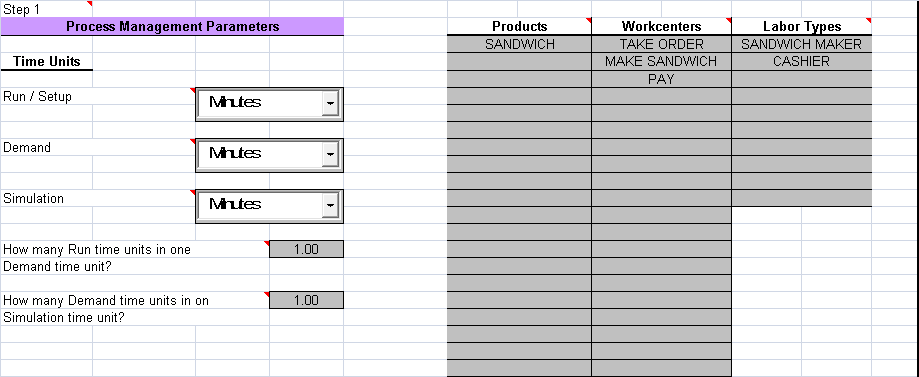 Step 1
Process Management Parameters
Products Workcenters Labor Types
SANDWICH TAKE ORDER SANDWICH MAKER
Time Units MAKE SANDWICH CASHIER
PAY
Run / Setup Minutes
Demand Minutes
Simulation Minutes
How many Run time units in one 1.00
Demand time unit?
How many Demand time units in on 1.00
Simulation time unit?